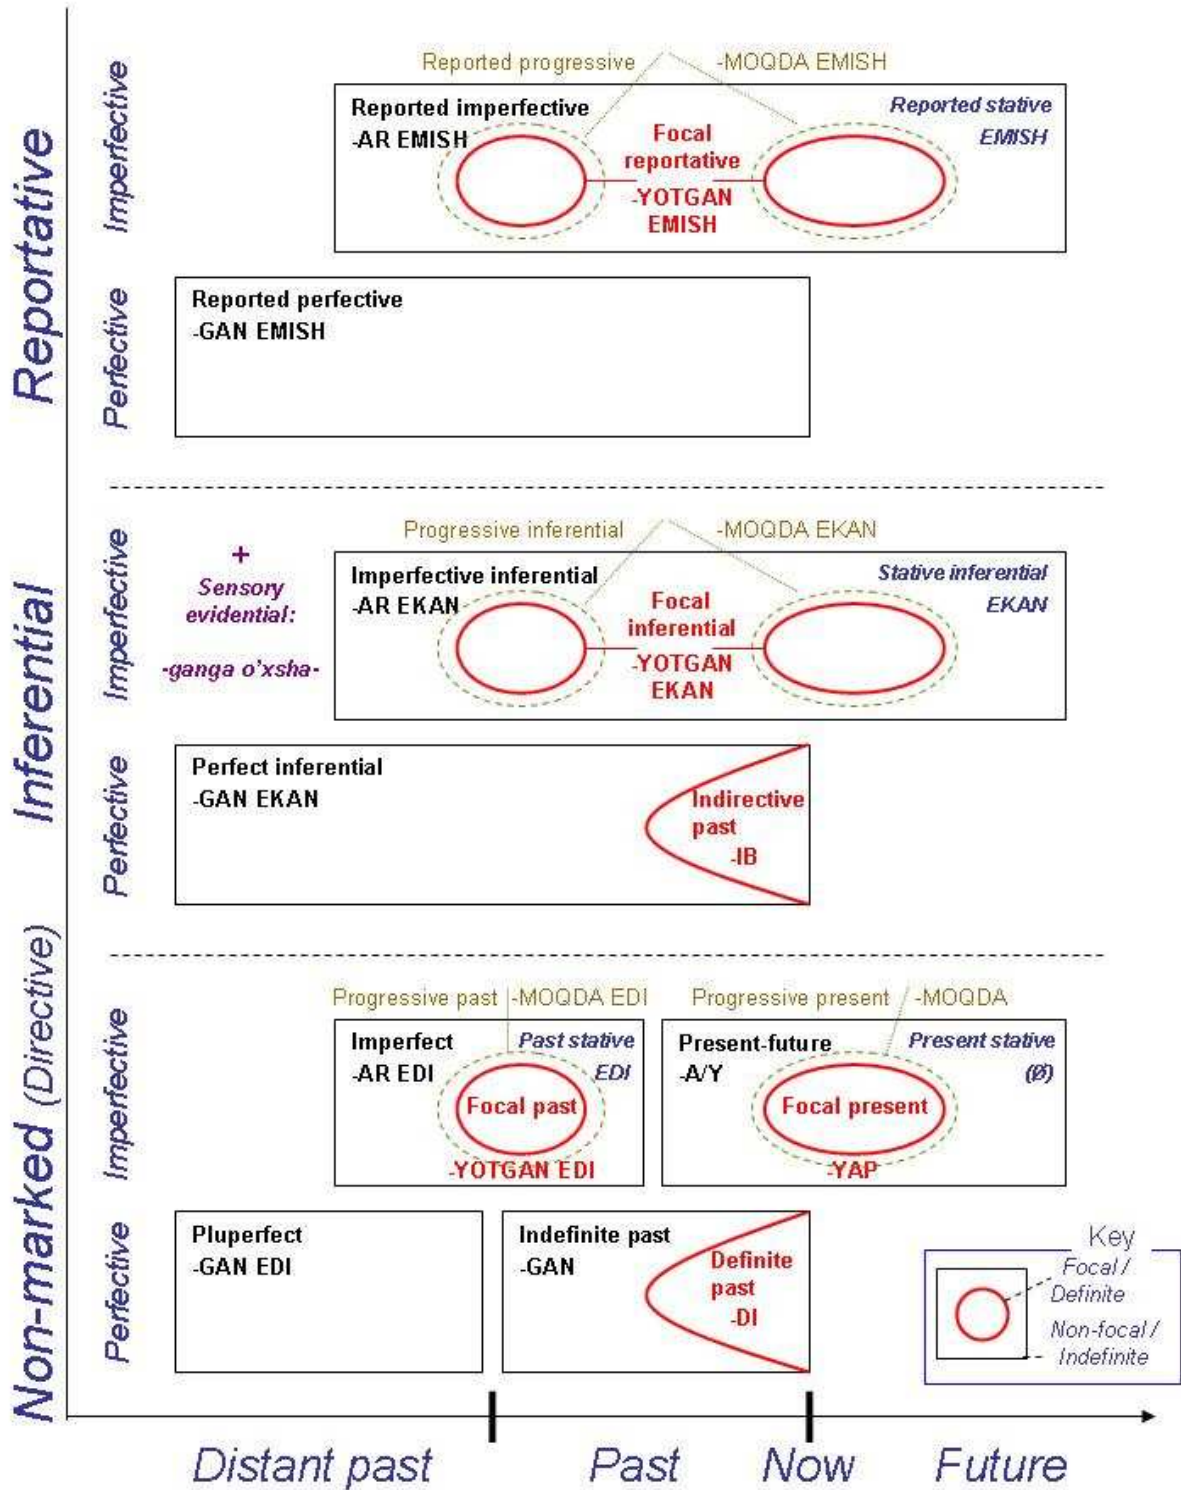 Reportative
Imperfective
Reported progressive
-MOQDA EMISH
Reported imperfective
-AR EMISH
Reported stative
EMISH
Focal
reportative
-YOTGAN
EMISH
Perfective
Reported perfective
-GAN EMISH
Inferential
Imperfective
+
Sensory
evidential:
-ganga o'xsha-
Progressive inferential
-MOQDA EKAN
Imperfective inferential
-AR EKAN
Stative inferential
EKAN
Focal
inferential
-YOTGAN
EKAN
Perfective
Perfect inferential
-GAN EKAN
Indirective
past
-IB
Non-marked (Directive)
Imperfective
Progressive past
-MOQDA EDI
Imperfect
-AR EDI
Past stative
EDI
Focal past
-YOTGAN EDI
Progressive present
-MOQDA
Present-future
-A/Y
Present stative
(Ø)
Focal present
-YAP
Perfective
Pluperfect
-GAN EDI
Indefinite past
-GAN
Definite
past
-DI
Key
Focal /
Definite
Non-focal /
Indefinite
Distant past
Past
Now
Future